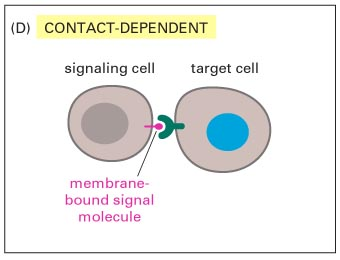 (D) CONTACT-DEPENDENT
signaling cell target cell
membrane-
bound signal
molecule